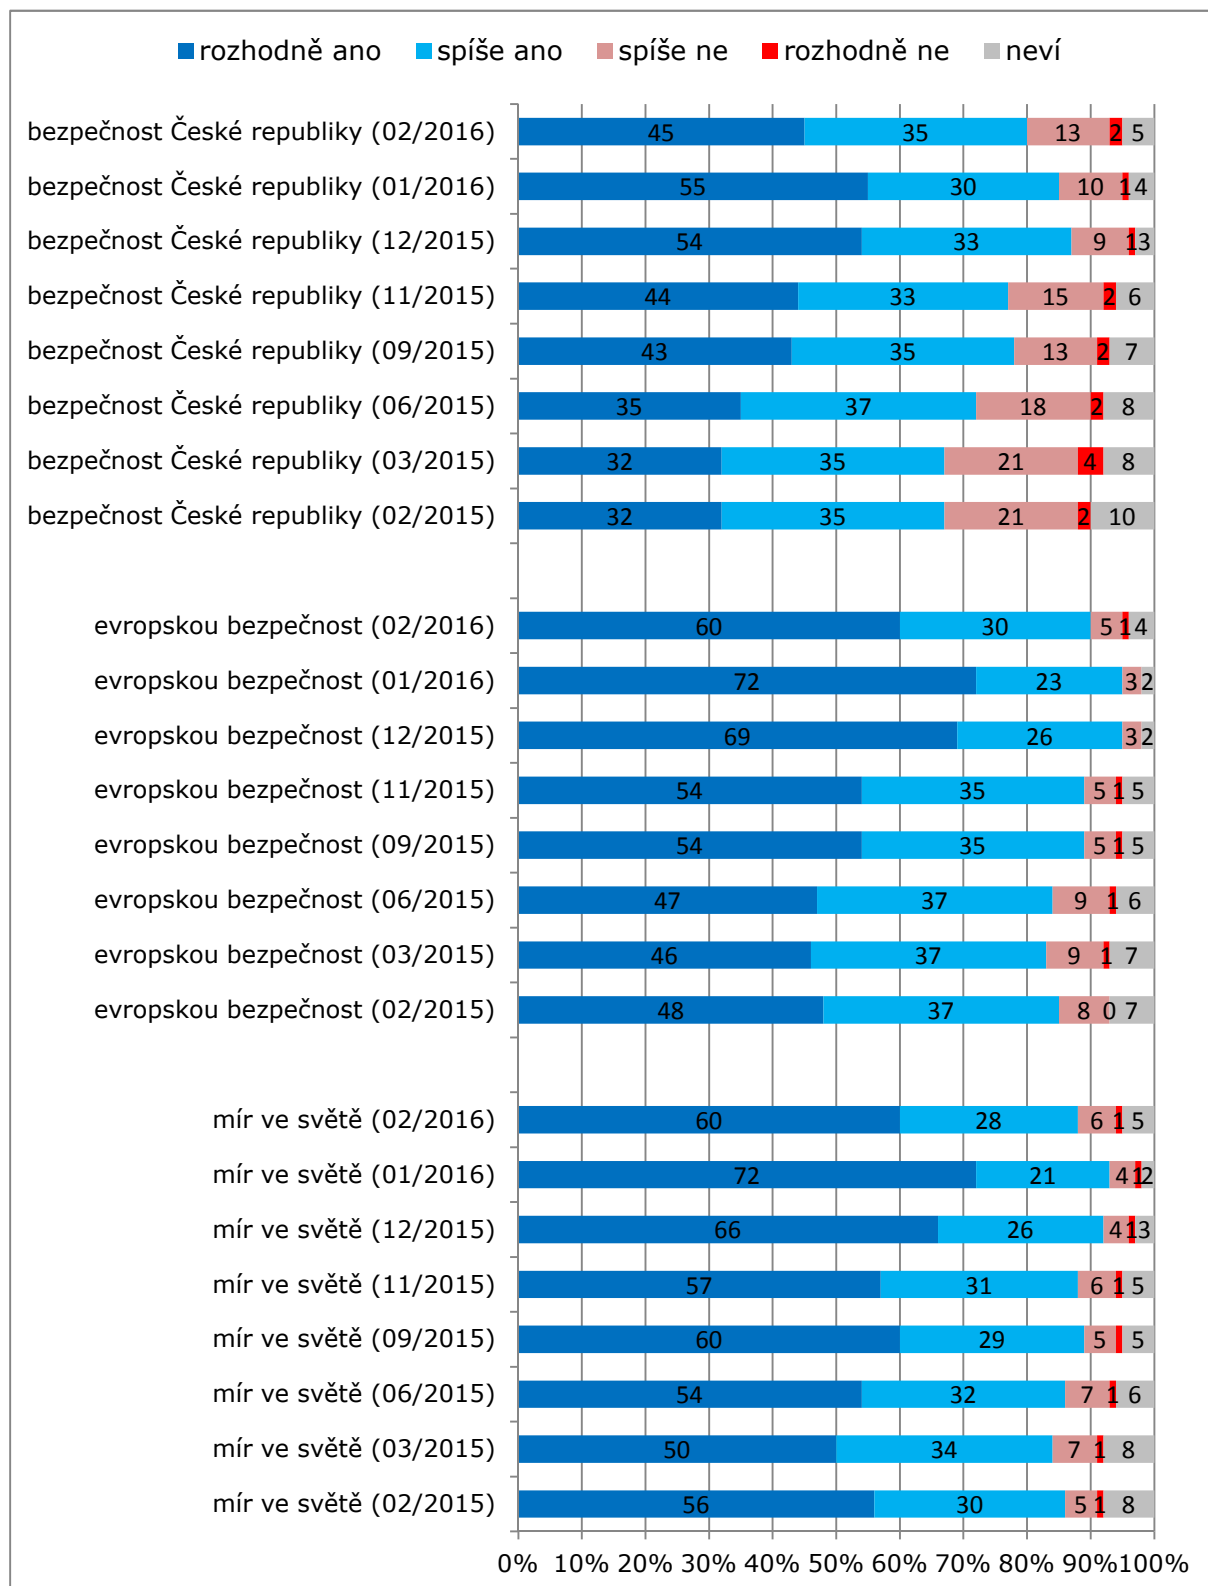 rozhodně ano spíše ano spíše ne rozhodně ne neví
bezpečnost České republiky (02/2016) 45 35 13 2 5
bezpečnost České republiky (01/2016) 55 30 10 1 4
bezpečnost České republiky (12/2015) 54 33 9 1 3
bezpečnost České republiky (11/2015) 44 33 15 2 6
bezpečnost České republiky (09/2015) 43 35 13 2 7
bezpečnost České republiky (06/2015) 35 37 18 2 8
bezpečnost České republiky (03/2015) 32 35 21 4 8
bezpečnost České republiky (02/2015) 32 35 21 2 10
evropskou bezpečnost (02/2016) 60 30 5 1 4
evropskou bezpečnost (01/2016) 72 23 3 2
evropskou bezpečnost (12/2015) 69 26 3 2
evropskou bezpečnost (11/2015) 54 35 5 1 5
evropskou bezpečnost (09/2015) 54 35 5 1 5
evropskou bezpečnost (06/2015) 47 37 9 1 6
evropskou bezpečnost (03/2015) 46 37 9 1 7
evropskou bezpečnost (02/2015) 48 37 8 0 7
mír ve světě (02/2016) 60 28 6 1 5
mír ve světě (01/2016) 72 21 4 1 2
mír ve světě (12/2015) 66 26 4 1 3
mír ve světě (11/2015) 57 31 6 1 5
mír ve světě (09/2015) 60 29 5 5
mír ve světě (06/2015) 54 32 7 1 6
mír ve světě (03/2015) 50 34 7 1 8
mír ve světě (02/2015) 56 30 5 1 8
0% 10% 20% 30% 40% 50% 60% 70% 80% 90% 100%